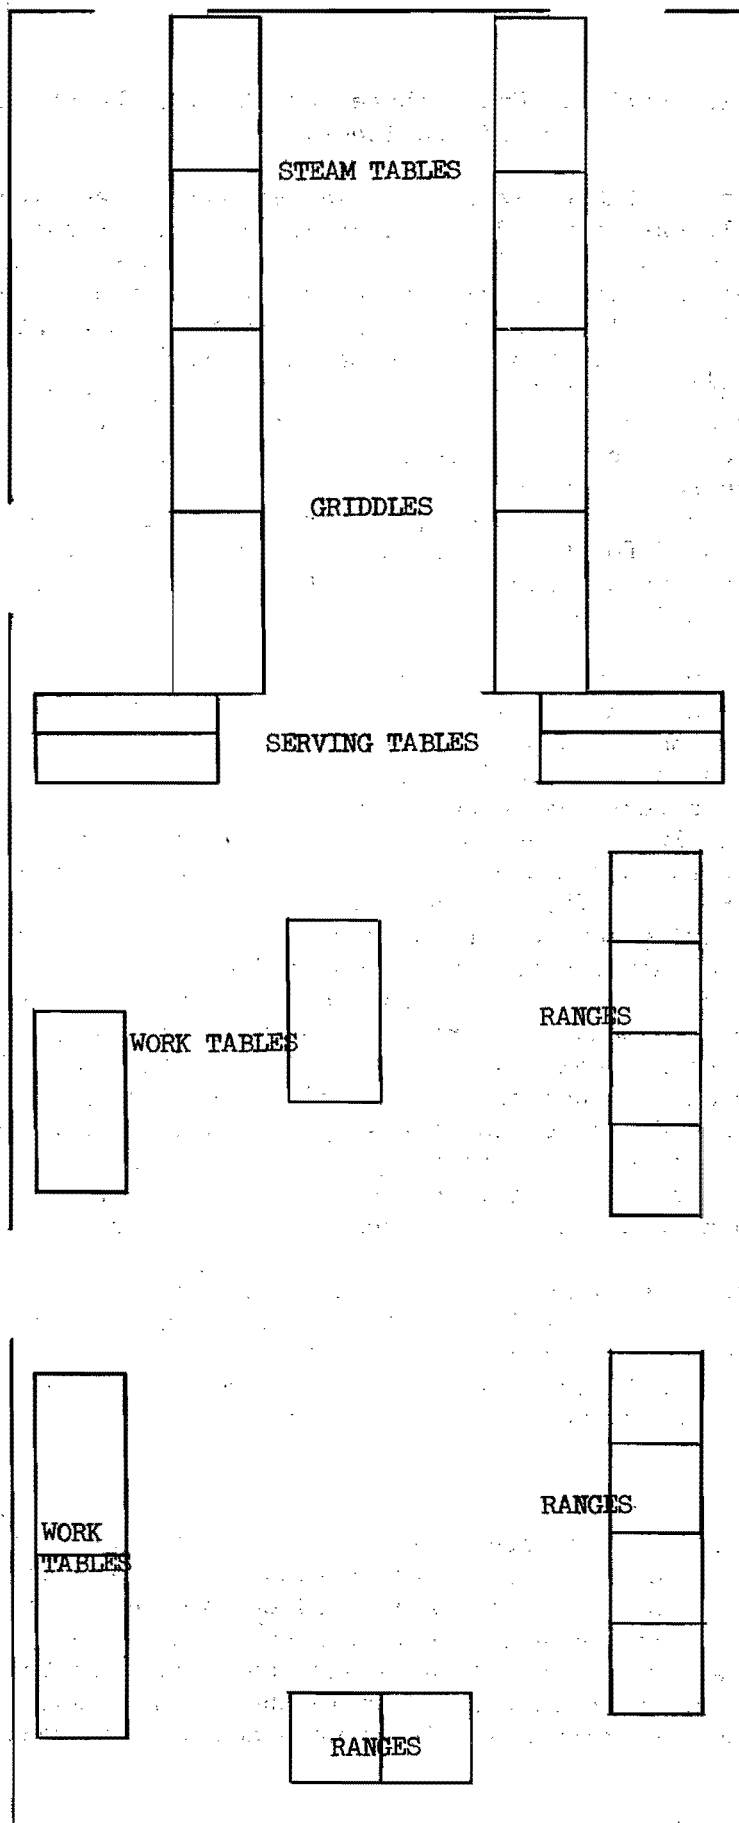 STEAM TABLES
GRIDDLES
SERVING TABLES
RANGES
WORK TABLES
RANGES
WORK
TABLES
RANGES